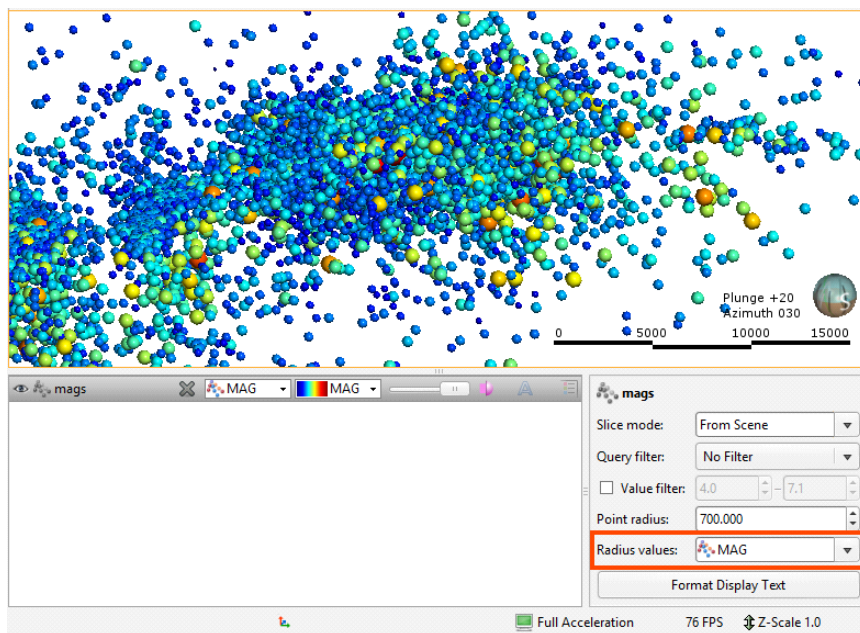 Plunge +20
Azimuth 030
0 5000 10000 15000
S
mags
MAG
MAG
mags
Slice mode: From Scene
Query filter: No Filter
Value filter: 4.0 – 7.1
Point radius: 700.000
Radius values: MAG
Format Display Text
Full Acceleration 76 FPS Z-Scale 1.0